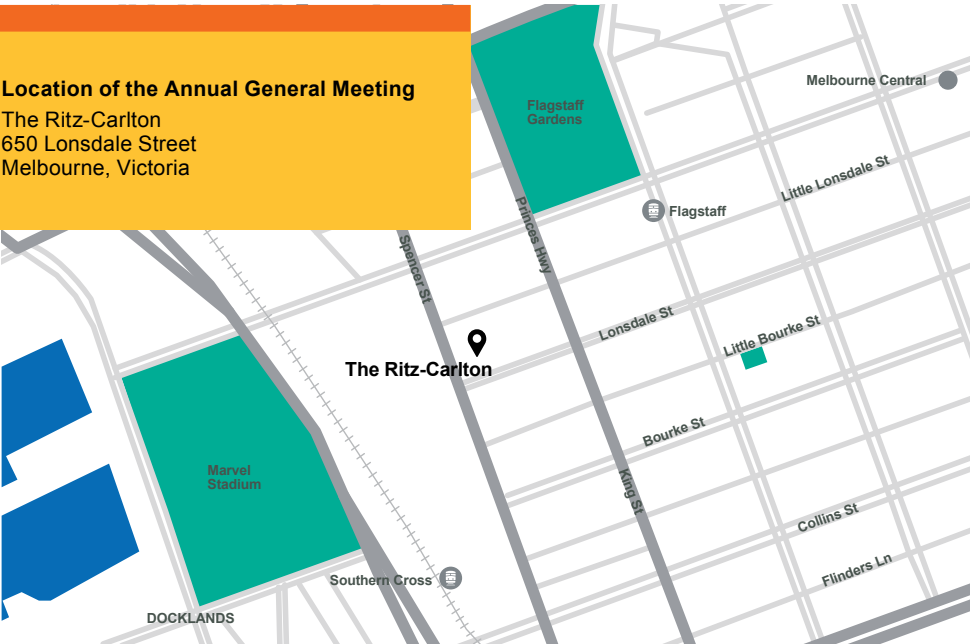 Location of the Annual General Meeting
The Ritz-Carlton
650 Lonsdale Street
Melbourne, Victoria
Melbourne Central
Flagstaff
Gardens
Little Lonsdale St
Flagstaff
Princes Hwy
Spencer St
Lonsdale St
Little Bourke St
The Ritz-Carlton
Bourke St
Marvel
Stadium
King St
Collins St
Flinders Ln
Southern Cross
DOCKLANDS